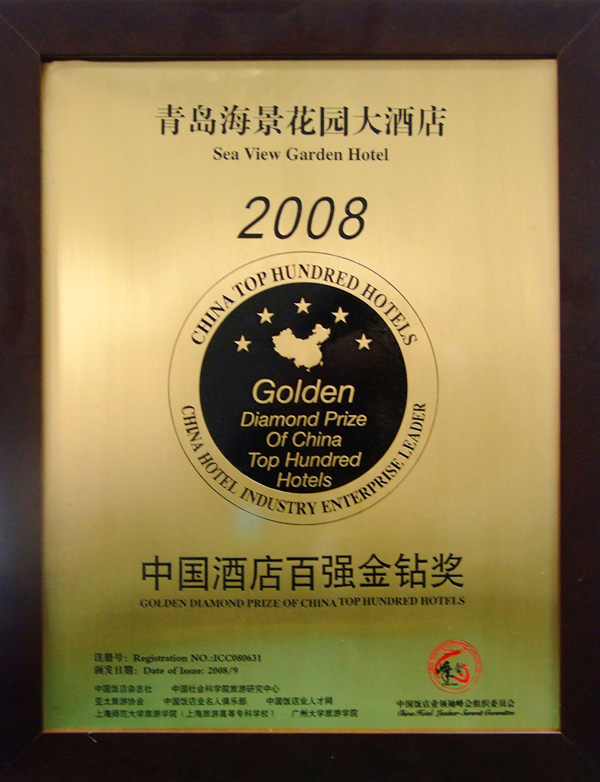 青岛海景花园大酒店
Sea View Garden Hotel
2008
CHINA TOP HUNDRED HOTELS
Golden
Diamond Prize
Of China
Top Hundred
Hotels
CHINA HOTEL INDUSTRY ENTERPRISE LEADER
中国酒店百强金钻奖
GOLDEN DIAMOND PRIZE OF CHINA TOP HUNDRED HOTELS
注册号：Registration NO.:ICC080631
颁发日期：Date of Issue: 2008/9
中国饭店杂志社 中国社会科学院旅游研究中心
亚太旅游协会 中国饭店业名人俱乐部 中国饭店业人才网
上海师范大学旅游学院（上海旅游高等专科学校） 广州大学旅游学院
中国饭店业领袖峰会组织委员会
China Hotel Leader Summit Committee